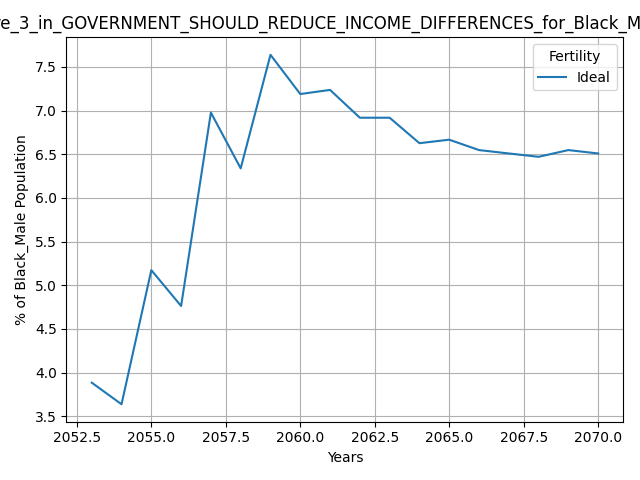 e_3_in_GOVERNMENT_SHOULD_REDUCE_INCOME_DIFFERENCES_for_Black_M
Fertility
Ideal
% of Black_Male Population
7.5
7.0
6.5
6.0
5.5
5.0
4.5
4.0
3.5
2052.5 2055.0 2057.5 2060.0 2062.5 2065.0 2067.5 2070.0
Years